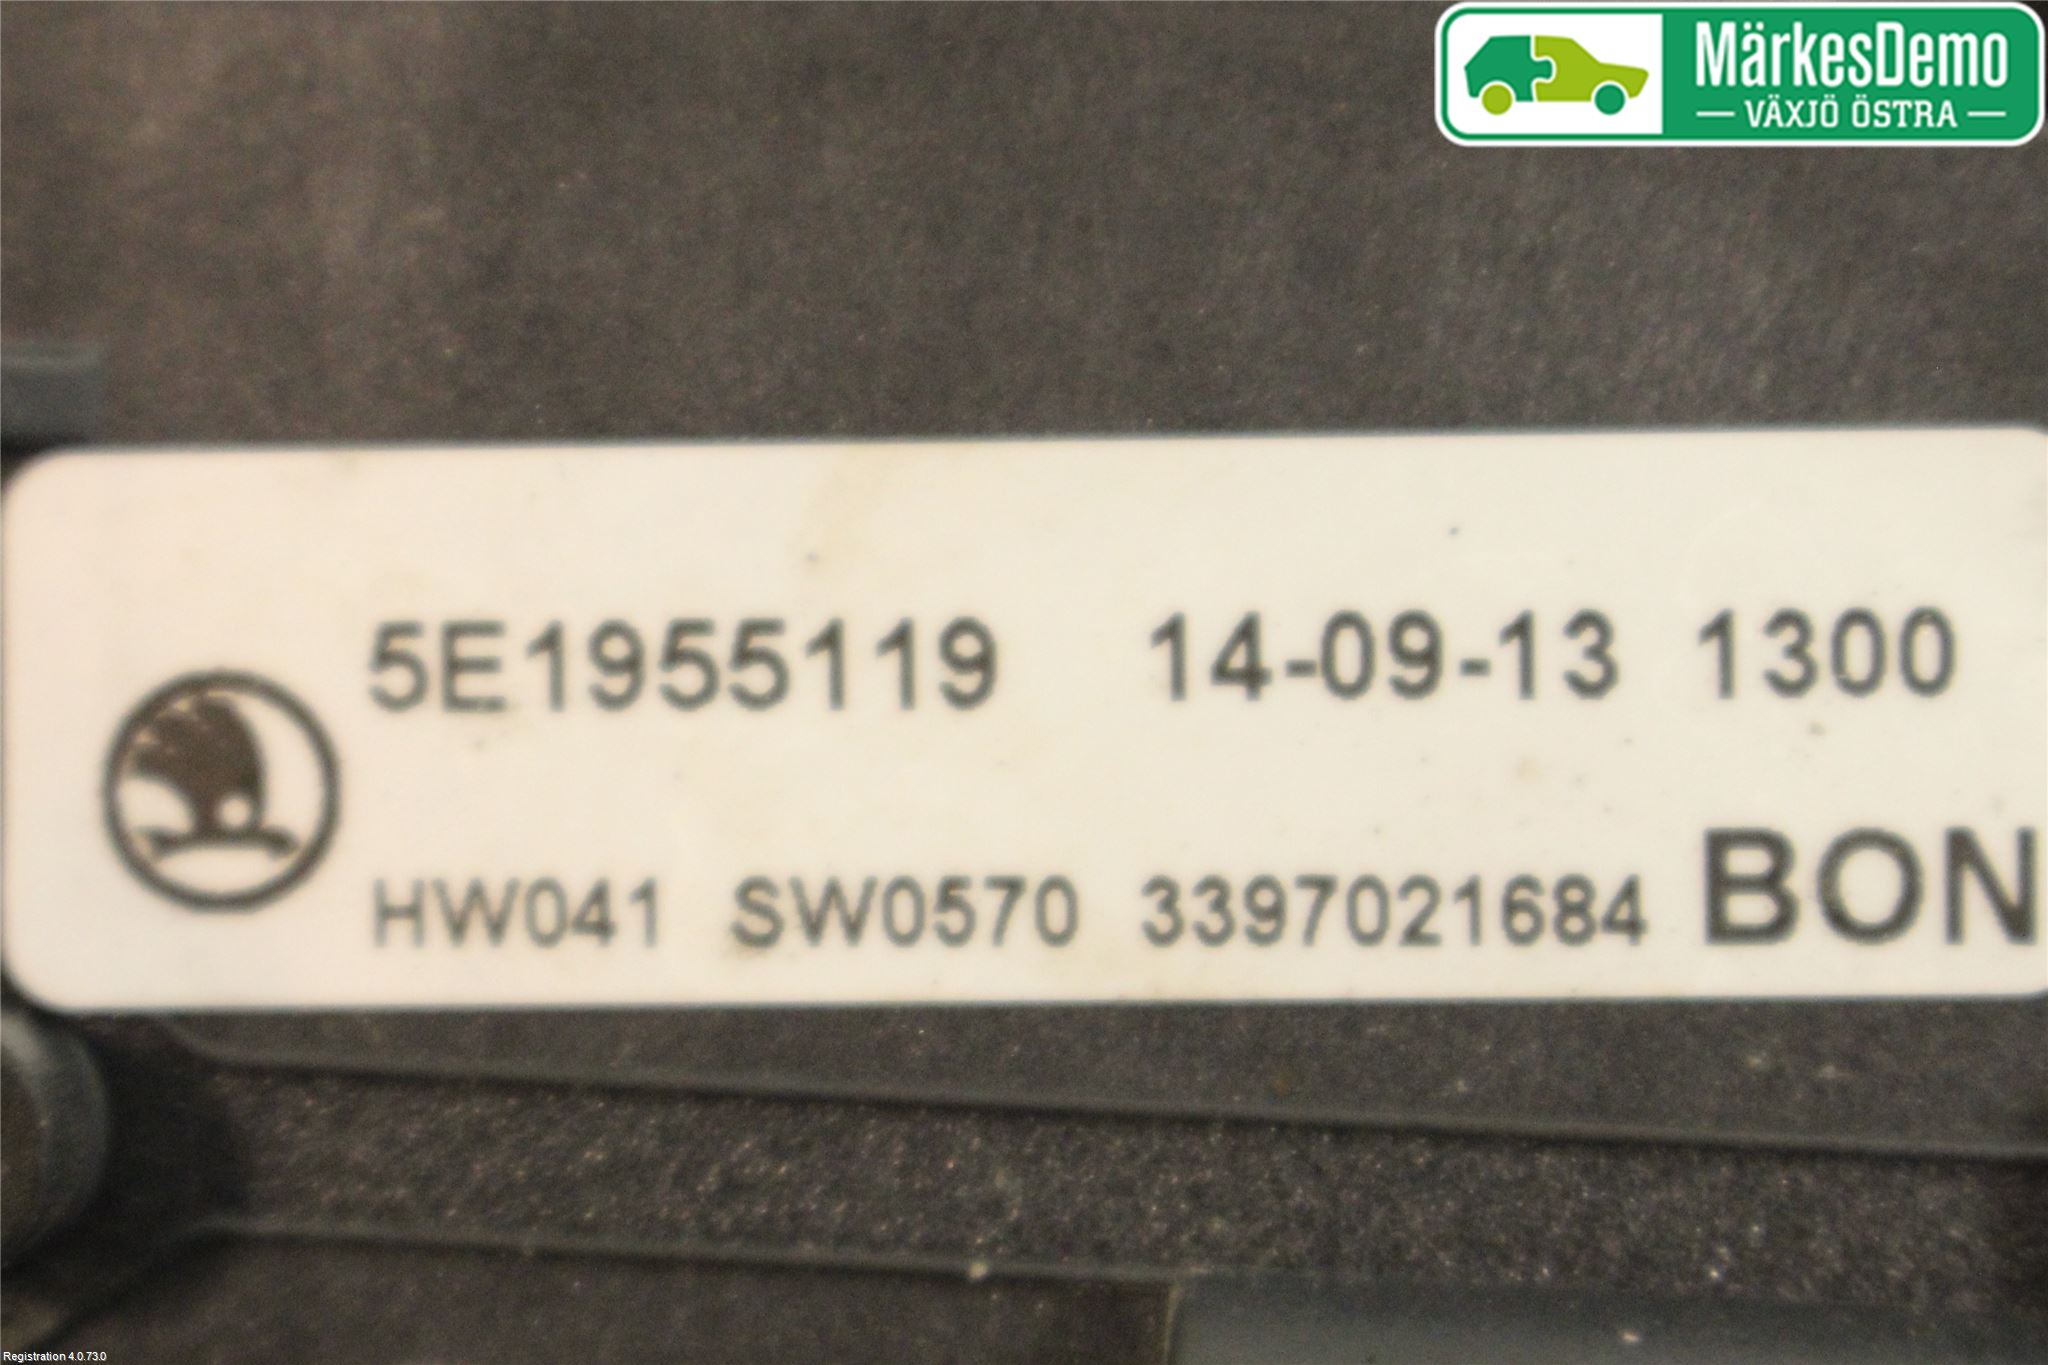 MärkesDemo
VÄXJÖ ÖSTRA
5E1955119 14-09-13 1300
HW041 SW0570 3397021684 BON
Registration 4.0.73.0